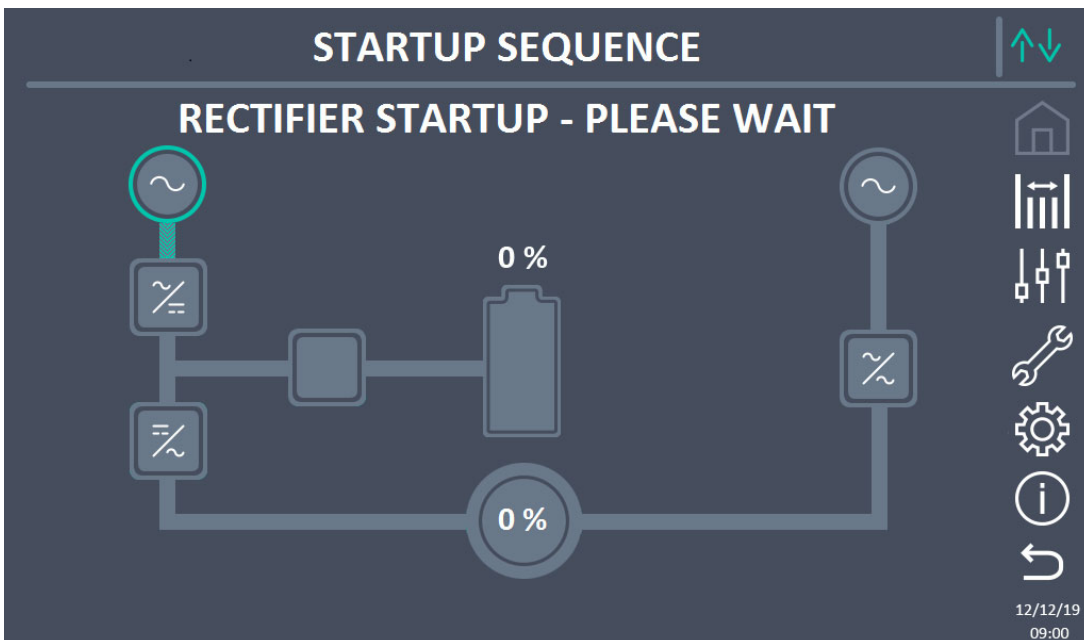 STARTUP SEQUENCE
RECTIFIER STARTUP - PLEASE WAIT
0 %
0 %
12/12/19
09:00